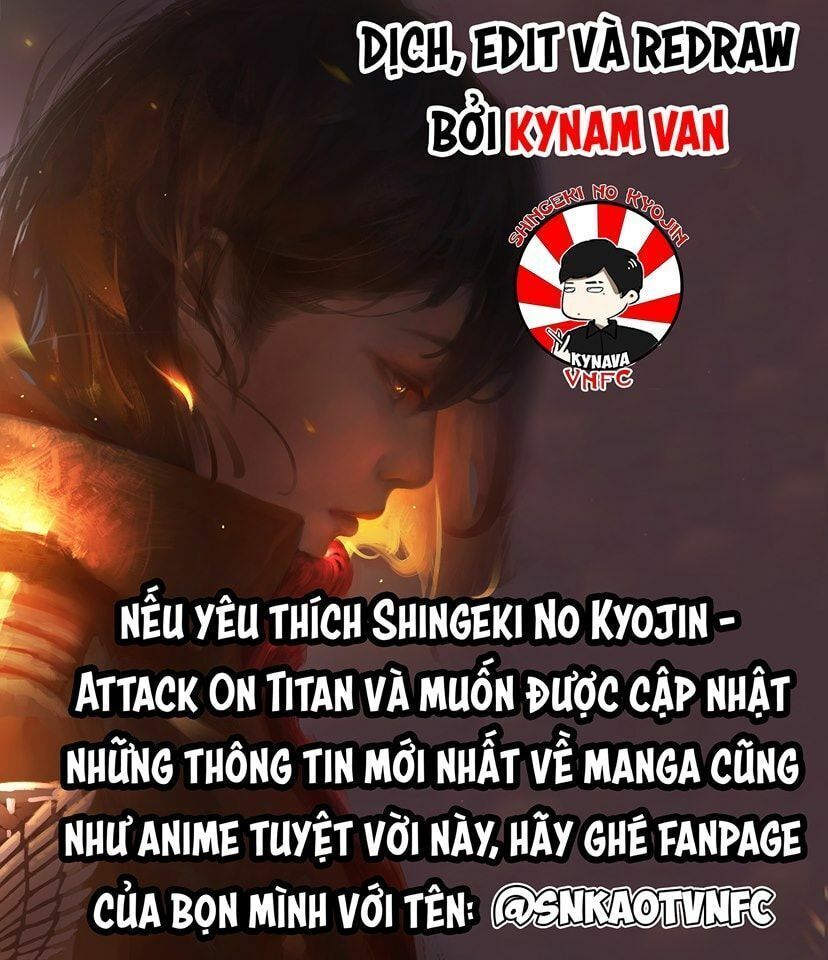 DỊCH, EDIT VÀ REDRAW
BỞI KYNAM VAN
SHINGEKI NO KYOJIN
KYNAVA
VNFC
NẾU YÊU THÍCH SHINGEKI NO KYOJIN -
ATTACK ON TITAN VÀ MUỐN ĐƯỢC CẬP NHẬT
NHỮNG THÔNG TIN MỚI NHẤT VỀ MANGA CŨNG
NHƯ ANIME TUYỆT VỜI NÀY, HÃY GHÉ FANPAGE
CỦA BỌN MÌNH VỚI TÊN: @SNKAOTVNFC